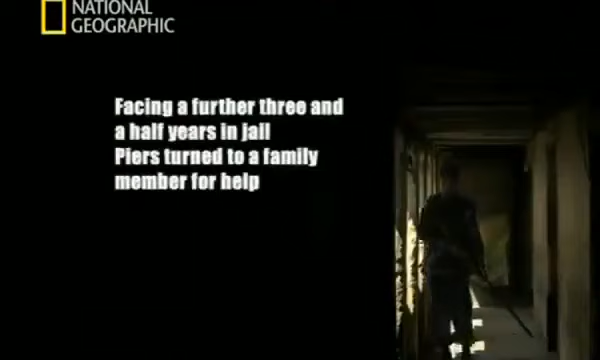 NATIONAL
GEOGRAPHIC
Facing a further three and
a half years in jail
Piers turned to a family
member for help